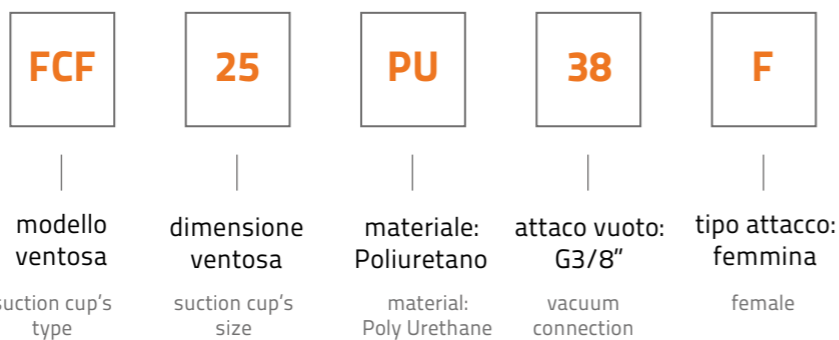 FCF 25 PU 38 F
modello dimensione materiale: attaco vuoto: tipo attacco:
ventosa ventosa Poliuretano G3/8” femmina
suction cup's suction cup's material: vacuum female
type size Poly Urethane connection